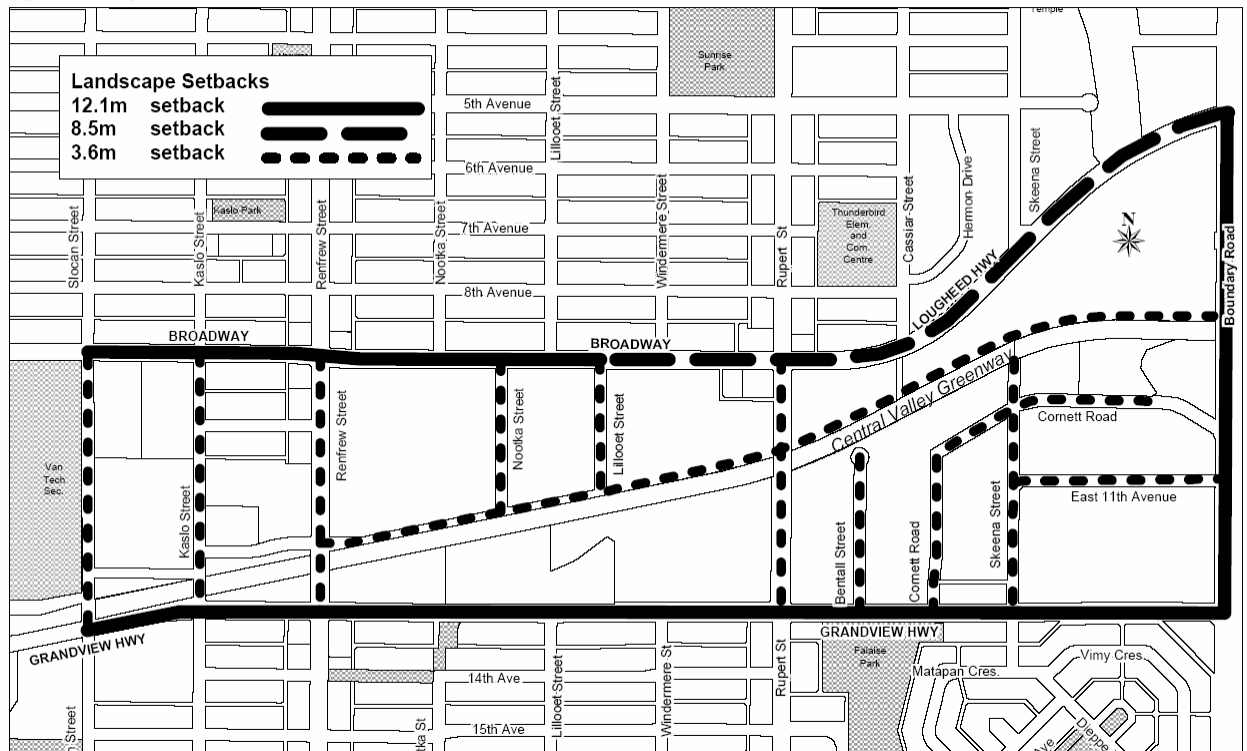 Temple
Sunrise
Park
Landscape Setbacks
12.1m setback
8.5m setback
3.6m setback
5th Avenue
Lillooet Street
6th Avenue
Skeena Street
Hermon Drive
Cassiar Street
Slocan Street
Kaslo Street
Kaslo Park
Renfrew Street
Nootka Street
7th Avenue
Windermere Street
Rupert St
Thunderbird
Elem
and
Com
Centre
N
8th Avenue
LOUGHEED HWY
Boundary Road
BROADWAY
BROADWAY
Central Valley Greenway
Renfrew Street
Nootka Street
Lillooet Street
Cornett Road
Van
Tech
Sec.
Kaslo Street
East 11th Avenue
Bentall Street
Cornett Road
Skeena Street
GRANDVIEW HWY
GRANDVIEW HWY
Falaise
Park
Vimy Cres.
Matapan Cres.
14th Ave
Lillooet Street
Windermere St
Rupert St
15th Ave
n Street
tka St
Dieppe
Ave